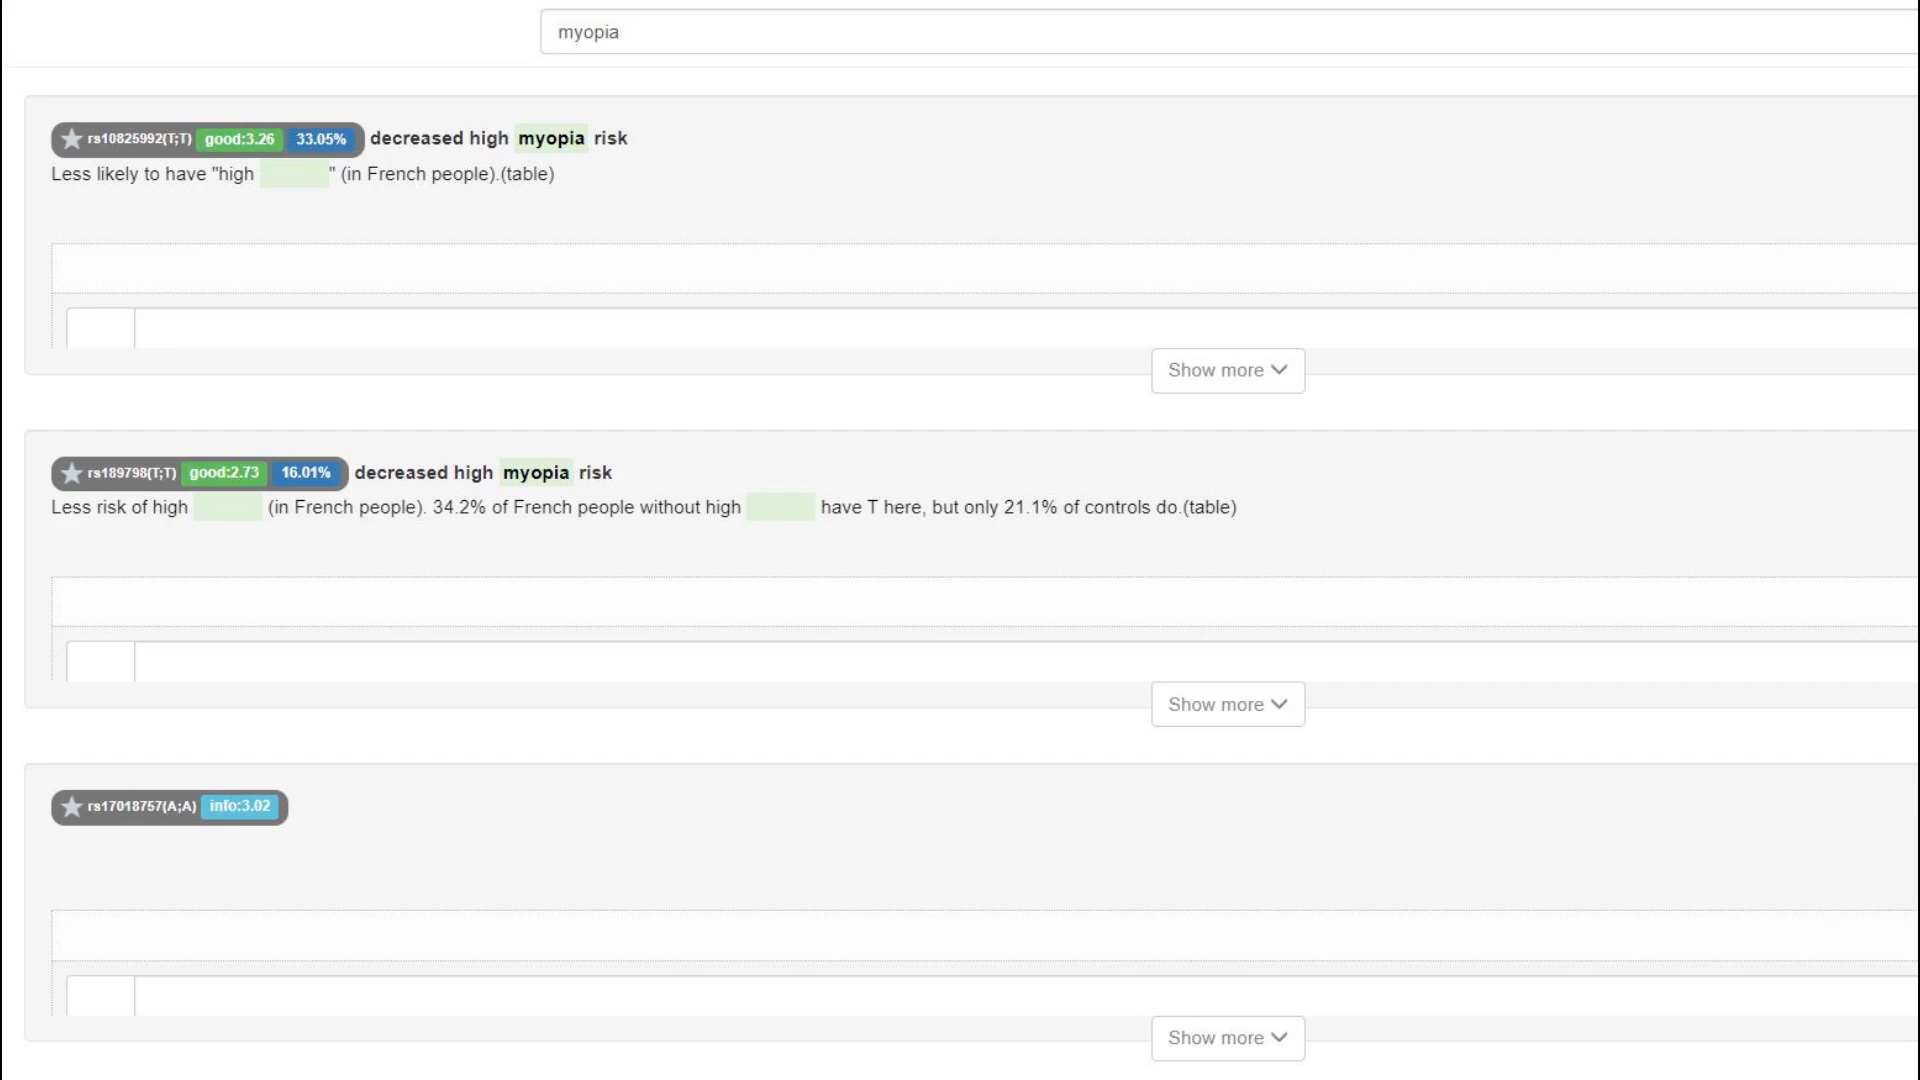 myopia
rs10825992(T;T) good:3.26 33.05% decreased high myopia risk
Less likely to have "high " (in French people).(table)
Show more
rs189798(T;T) good:2.73 16.01% decreased high myopia risk
Less risk of high (in French people). 34.2% of French people without high have T here, but only 21.1% of controls do.(table)
Show more
rs17018757(A;A) info:3.02
Show more